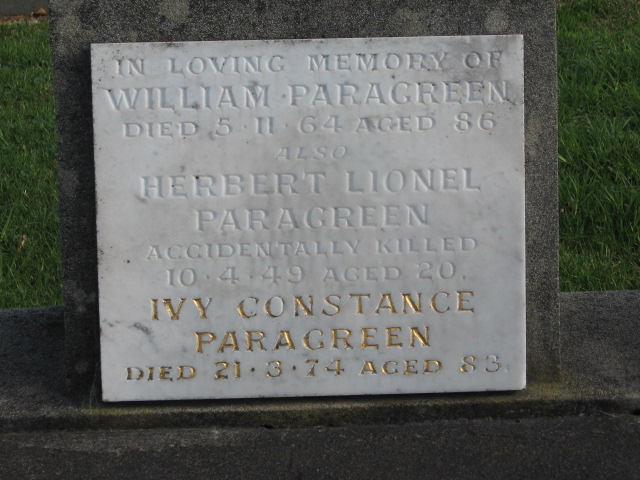 IN LOVING MEMORY OF
WILLIAM PARAGREEN
DIED 5·11·64 AGED 86
ALSO
HERBERT LIONEL
PARAGREEN
ACCIDENTALLY KILLED
10·4·49 AGED 20.
IVY CONSTANCE
PARAGREEN
DIED 21·3·74 AGED 83.